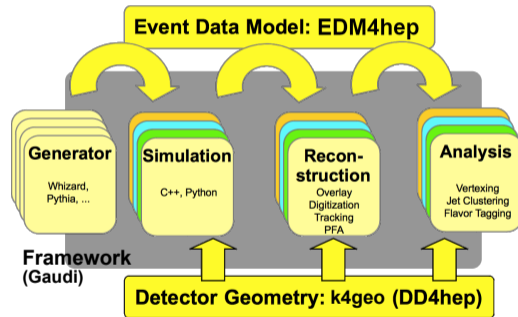 Event Data Model: EDM4hep
Generator
Whizard,
Pythia, ...
Simulation
C++, Python
Recon-
struction
Overlay
Digitization
Tracking
PFA
Analysis
Vertexing
Jet Clustering
Flavor Tagging
Framework
(Gaudi)
Detector Geometry: k4geo (DD4hep)